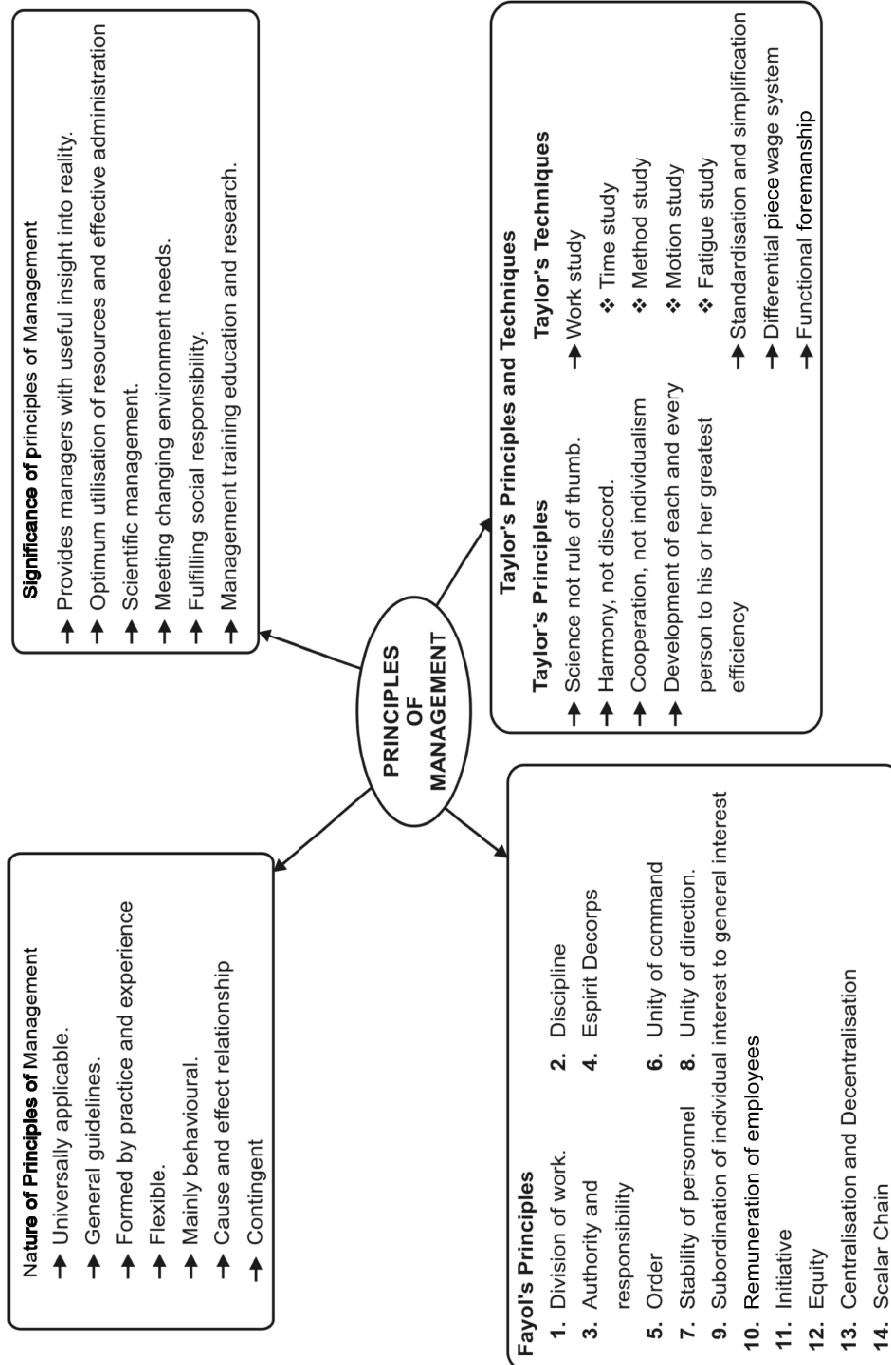 Nature of Principles of Management
→ Universally applicable.
→ General guidelines.
→ Formed by practice and experience
→ Flexible.
→ Mainly behavioural.
→ Cause and effect relationship
→ Contingent
Significance of principles of Management
→ Provides managers with useful insight into reality.
→ Optimum utilisation of resources and effective administration
→ Scientific management.
→ Meeting changing environment needs.
→ Fulfilling social responsibility.
→ Management training education and research.
PRINCIPLES
OF
MANAGEMENT
Fayol's Principles
1. Division of work. 2. Discipline
3. Authority and 4. Espirit Decorps
responsibility
5. Order 6. Unity of command
7. Stability of personnel 8. Unity of direction.
9. Subordination of individual interest to general interest
10. Remuneration of employees
11. Initiative
12. Equity
13. Centralisation and Decentralisation
14. Scalar Chain
Taylor's Principles and Techniques
Taylor's Principles
→ Science not rule of thumb.
→ Harmony, not discord.
→ Cooperation, not individualism
→ Development of each and every
person to his or her greatest
efficiency
Taylor's Techniques
→ Work study
❖ Time study
❖ Method study
❖ Motion study
❖ Fatigue study
→ Standardisation and simplification
→ Differential piece wage system
→ Functional foremanship